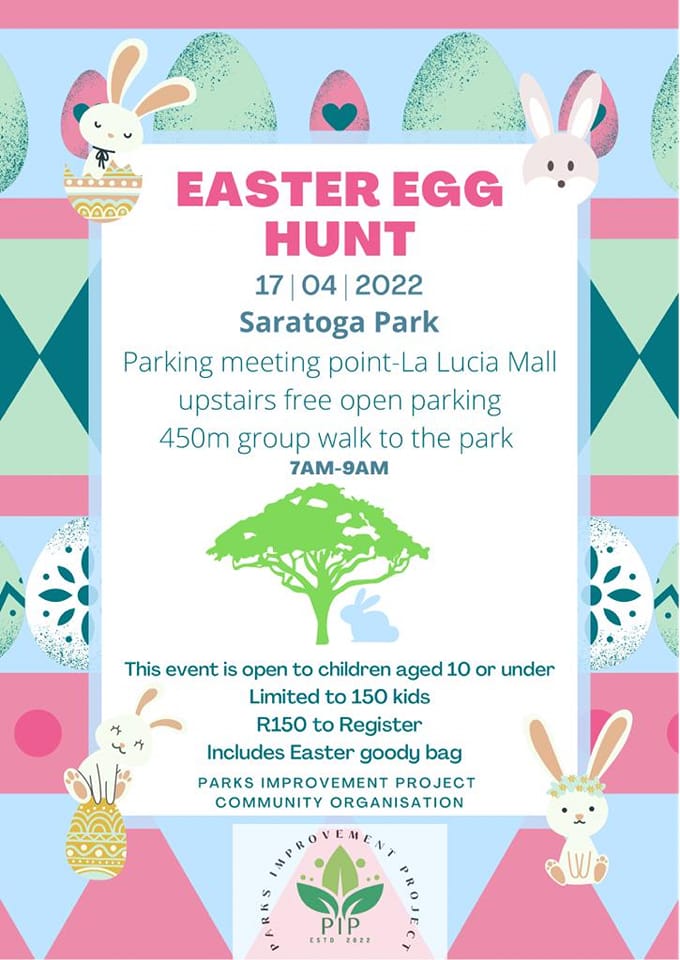 EASTER EGG
HUNT
17 | 04 | 2022
Saratoga Park
Parking meeting point-La Lucia Mall
upstairs free open parking
450m group walk to the park
7AM-9AM
This event is open to children aged 10 or under
Limited to 150 kids
R150 to Register
Includes Easter goody bag
PARKS IMPROVEMENT PROJECT
COMMUNITY ORGANISATION
PARKS IMPROVEMENT PROJECT
PIP
ESTD 2022